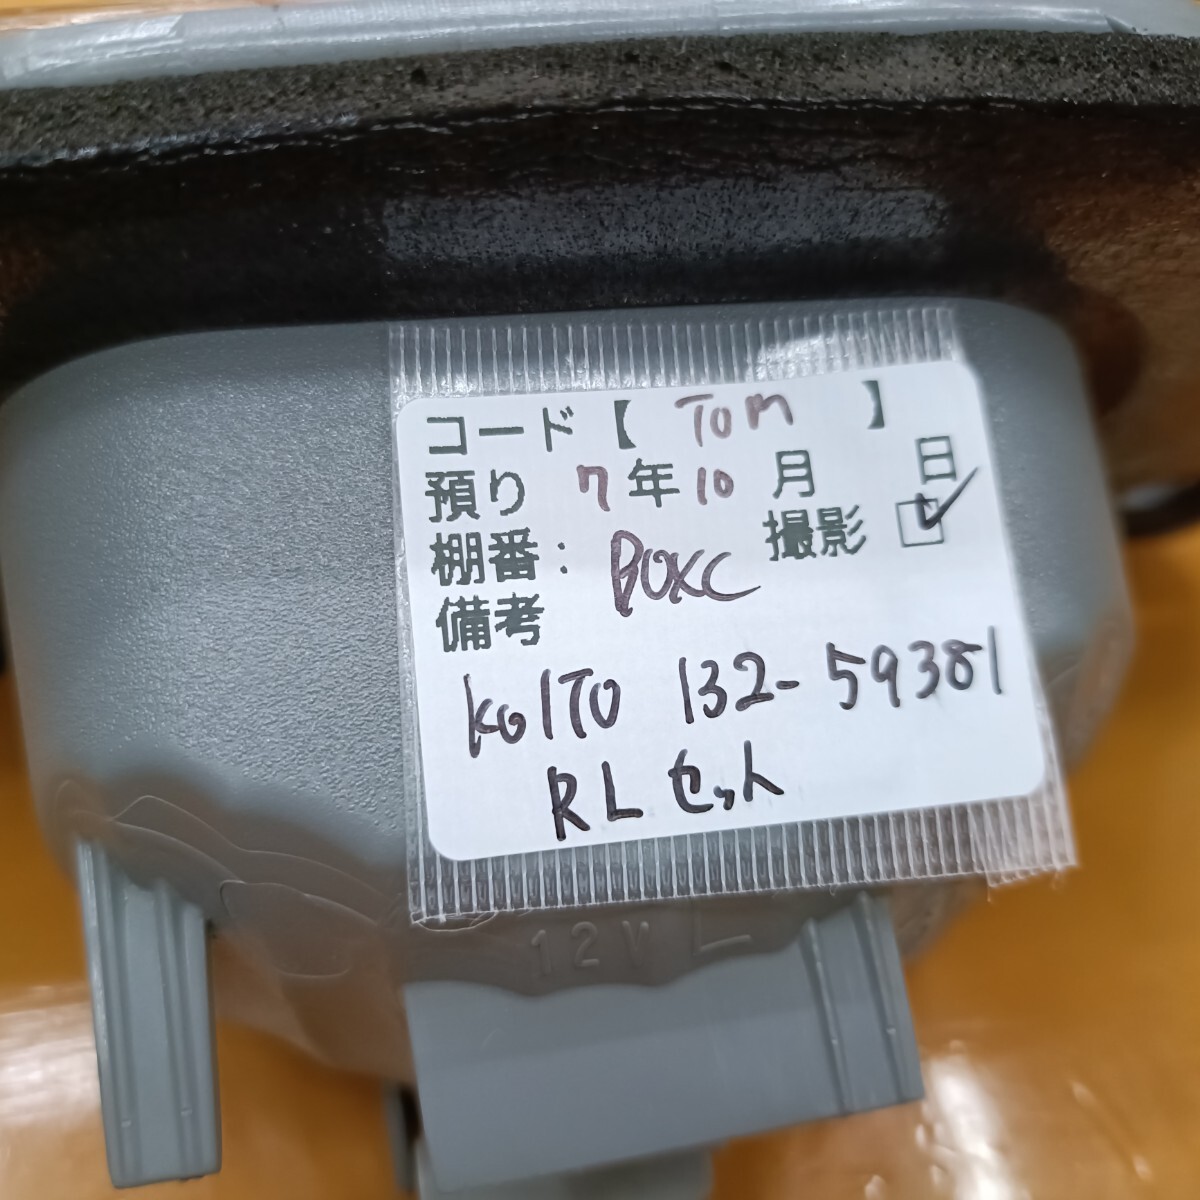 コード【 TOM 】
預り 7年10月 日
棚番: BOXC 撮影 ☑
備考
KOITO 132-59381
RL セット
12V L